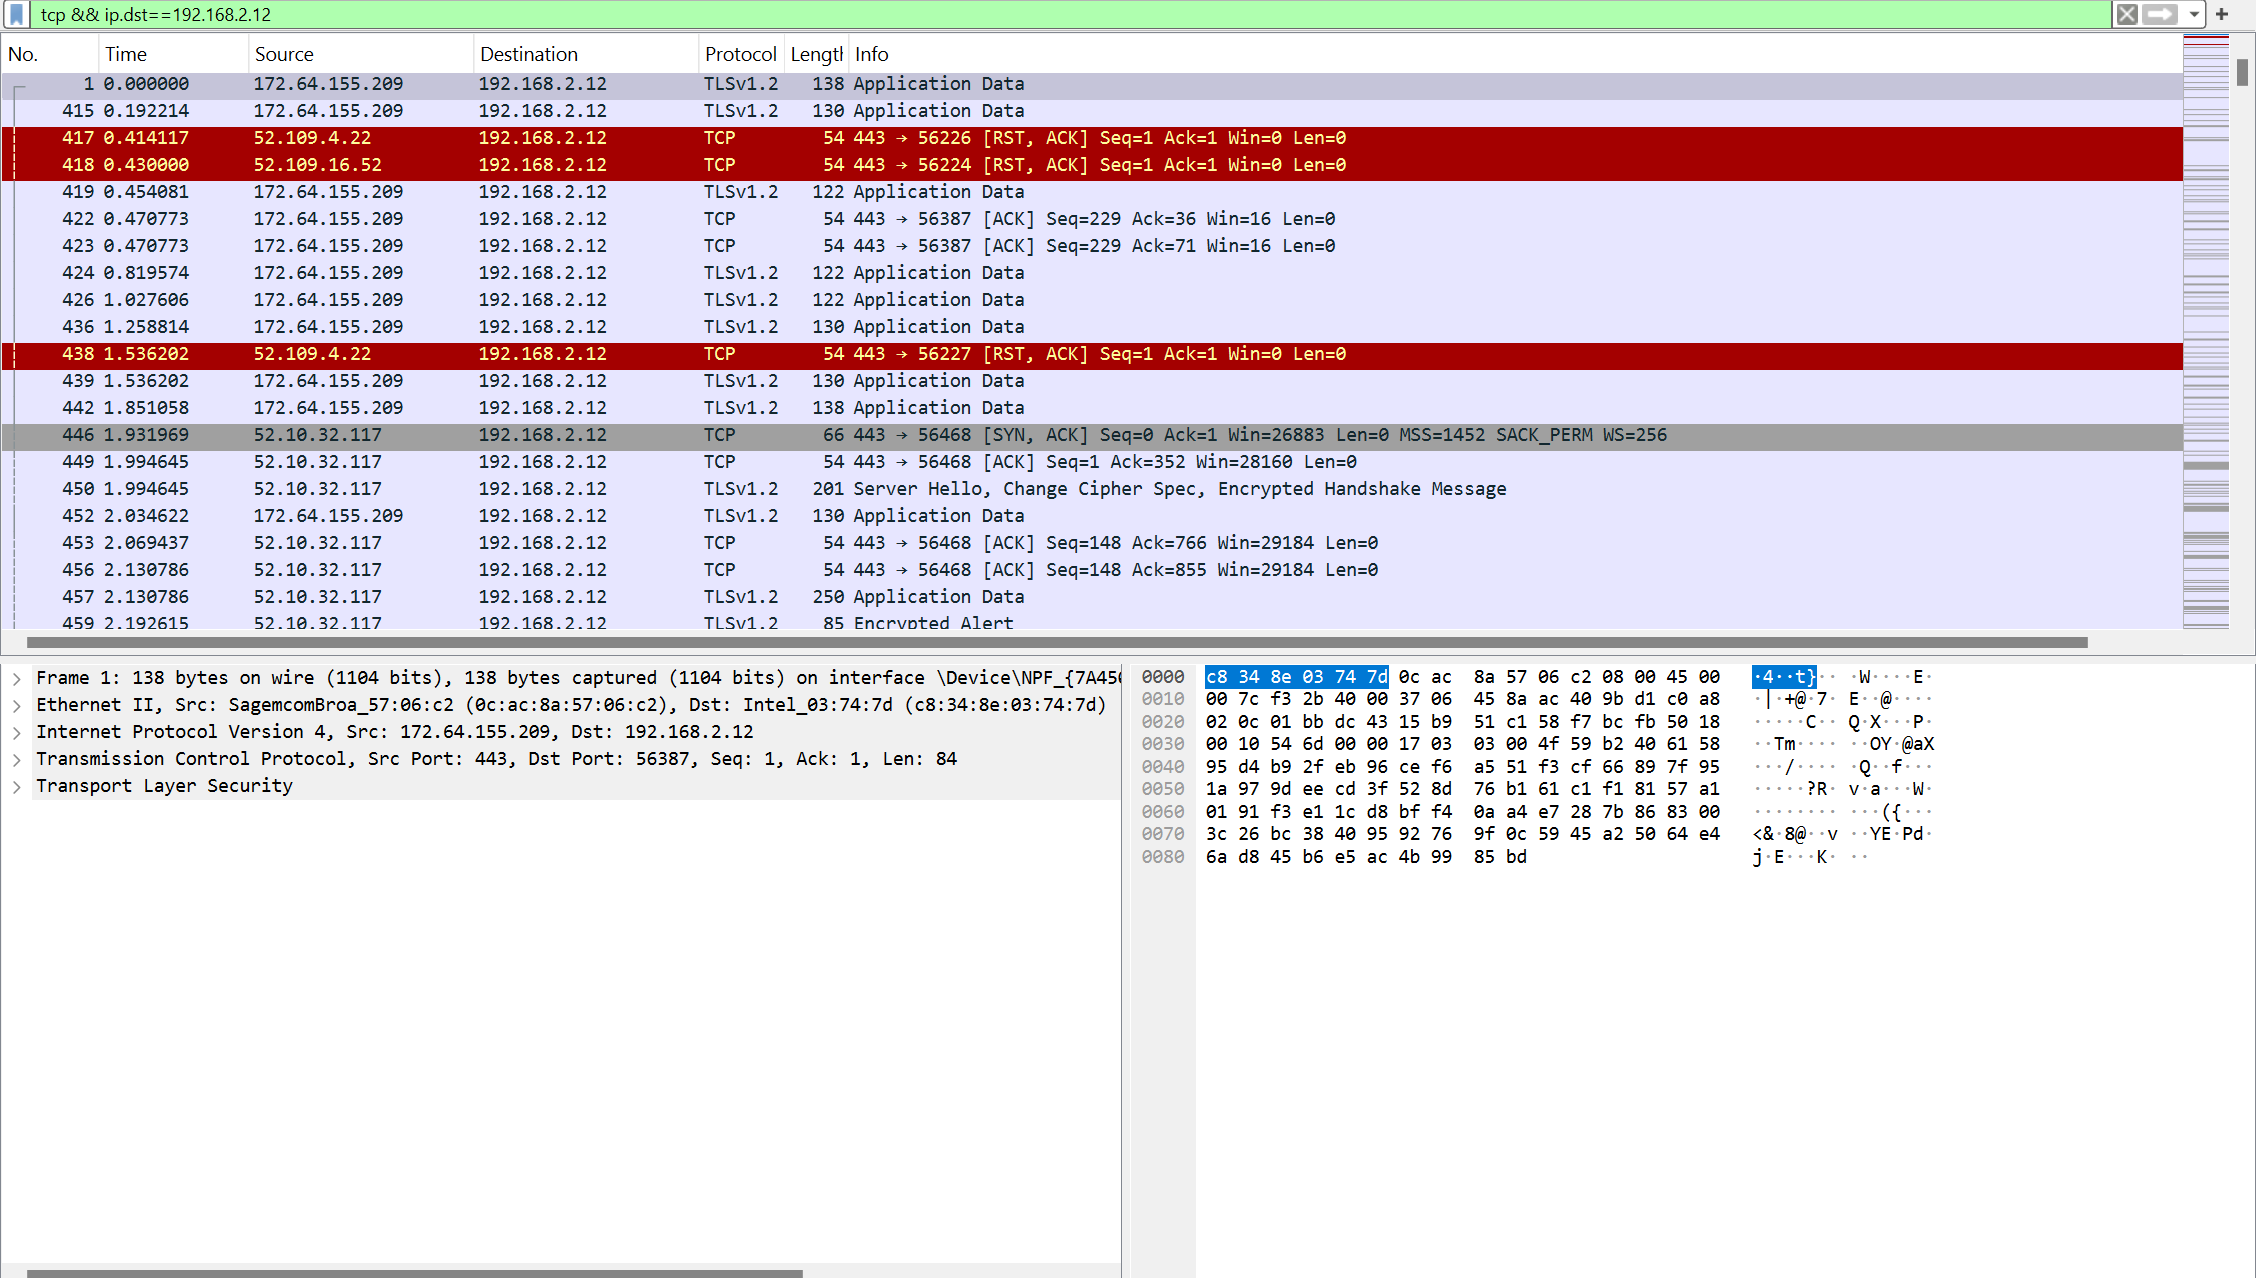 tcp && ip.dst==192.168.2.12
No. Time Source Destination Protocol Lengtl Info
1 0.000000 172.64.155.209 192.168.2.12 TLSv1.2 138 Application Data
415 0.192214 172.64.155.209 192.168.2.12 TLSv1.2 130 Application Data
417 0.414117 52.109.4.22 192.168.2.12 TCP 54 443 → 56226 [RST, ACK] Seq=1 Ack=1 Win=0 Len=0
418 0.430000 52.109.16.52 192.168.2.12 TCP 54 443 → 56224 [RST, ACK] Seq=1 Ack=1 Win=0 Len=0
419 0.454081 172.64.155.209 192.168.2.12 TLSv1.2 122 Application Data
422 0.470773 172.64.155.209 192.168.2.12 TCP 54 443 → 56387 [ACK] Seq=229 Ack=36 Win=16 Len=0
423 0.470773 172.64.155.209 192.168.2.12 TCP 54 443 → 56387 [ACK] Seq=229 Ack=71 Win=16 Len=0
424 0.819574 172.64.155.209 192.168.2.12 TLSv1.2 122 Application Data
426 1.027606 172.64.155.209 192.168.2.12 TLSv1.2 122 Application Data
436 1.258814 172.64.155.209 192.168.2.12 TLSv1.2 130 Application Data
438 1.536202 52.109.4.22 192.168.2.12 TCP 54 443 → 56227 [RST, ACK] Seq=1 Ack=1 Win=0 Len=0
439 1.536202 172.64.155.209 192.168.2.12 TLSv1.2 130 Application Data
442 1.851058 172.64.155.209 192.168.2.12 TLSv1.2 138 Application Data
446 1.931969 52.10.32.117 192.168.2.12 TCP 66 443 → 56468 [SYN, ACK] Seq=0 Ack=1 Win=26883 Len=0 MSS=1452 SACK_PERM WS=256
449 1.994645 52.10.32.117 192.168.2.12 TCP 54 443 → 56468 [ACK] Seq=1 Ack=352 Win=28160 Len=0
450 1.994645 52.10.32.117 192.168.2.12 TLSv1.2 201 Server Hello, Change Cipher Spec, Encrypted Handshake Message
452 2.034622 172.64.155.209 192.168.2.12 TLSv1.2 130 Application Data
453 2.069437 52.10.32.117 192.168.2.12 TCP 54 443 → 56468 [ACK] Seq=148 Ack=766 Win=29184 Len=0
456 2.130786 52.10.32.117 192.168.2.12 TCP 54 443 → 56468 [ACK] Seq=148 Ack=855 Win=29184 Len=0
457 2.130786 52.10.32.117 192.168.2.12 TLSv1.2 250 Application Data
459 2.192615 52.10.32.117 192.168.2.12 TLSv1.2 85 Encrypted Alert
Frame 1: 138 bytes on wire (1104 bits), 138 bytes captured (1104 bits) on interface \Device\NPF_{7A450
Ethernet II, Src: SagemcomBroa_57:06:c2 (0c:ac:8a:57:06:c2), Dst: Intel_03:74:7d (c8:34:8e:03:74:7d)
Internet Protocol Version 4, Src: 172.64.155.209, Dst: 192.168.2.12
Transmission Control Protocol, Src Port: 443, Dst Port: 56387, Seq: 1, Ack: 1, Len: 84
Transport Layer Security
0000 c8 34 8e 03 74 7d 0c ac 8a 57 06 c2 08 00 45 00 ·4··t}·· ·W····E·
0010 00 7c f3 2b 40 00 37 06 45 8a ac 40 9b d1 c0 a8 ·|·+@·7· E··@····
0020 02 0c 01 bb dc 43 15 b9 51 c1 58 f7 bc fb 50 18 ·····C·· Q·X···P·
0030 00 10 54 6d 00 00 17 03 03 00 4f 59 b2 40 61 58 ··Tm···· ··OY·@aX
0040 95 d4 b9 2f eb 96 ce f6 a5 51 f3 cf 66 89 7f 95 ···/···· ·Q··f···
0050 1a 97 9d ee cd 3f 52 8d 76 b1 61 c1 f1 81 57 a1 ·····?R· v·a···W·
0060 01 91 f3 e1 1c d8 bf f4 0a a4 e7 28 7b 86 83 00 ········ ···({···
0070 3c 26 bc 38 40 95 92 76 9f 0c 59 45 a2 50 64 e4 <&·8@··v ··YE·Pd·
0080 6a d8 45 b6 e5 ac 4b 99 85 bd j·E···K· ··